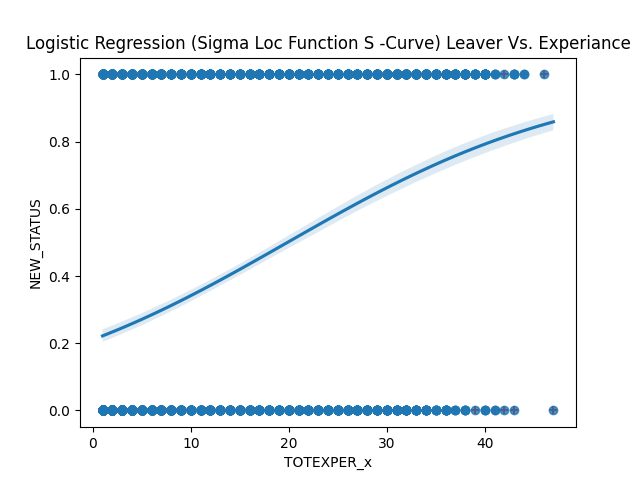 Logistic Regression (Sigma Loc Function S -Curve) Leaver Vs. Experiance
1.0
0.8
0.6
0.4
0.2
0.0
NEW_STATUS
0 10 20 30 40
TOTEXPER_x